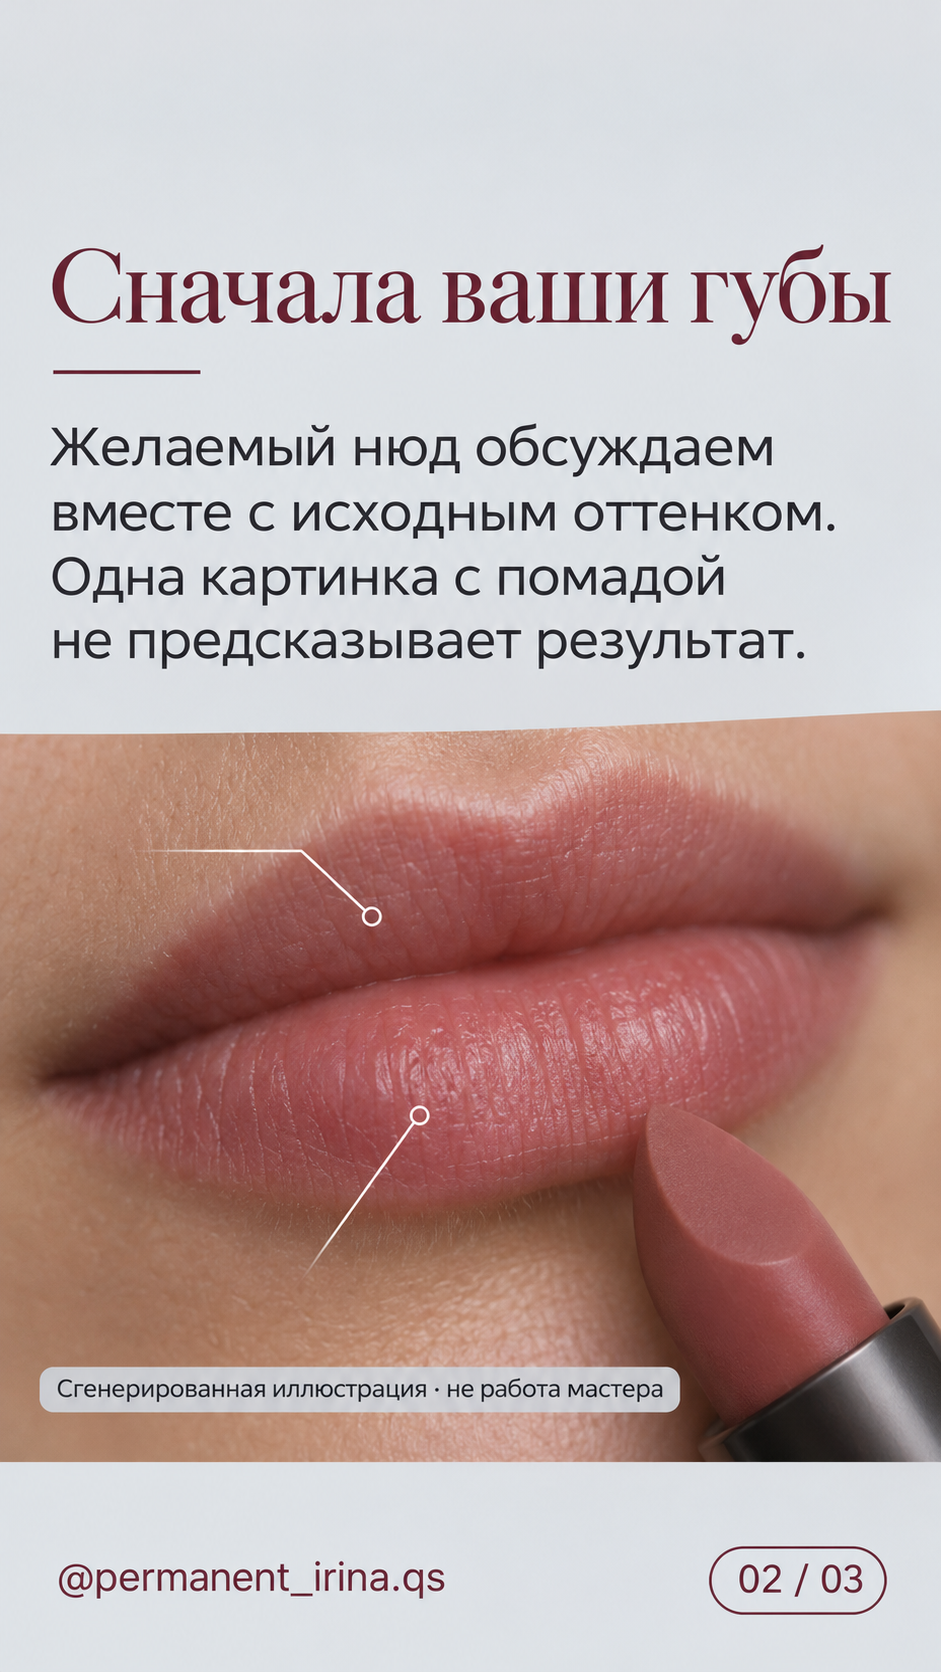 Сначала ваши губы
Желаемый нюд обсуждаем
вместе с исходным оттенком.
Одна картинка с помадой
не предсказывает результат.
Сгенерированная иллюстрация · не работа мастера
@permanent_irina.qs
02 / 03